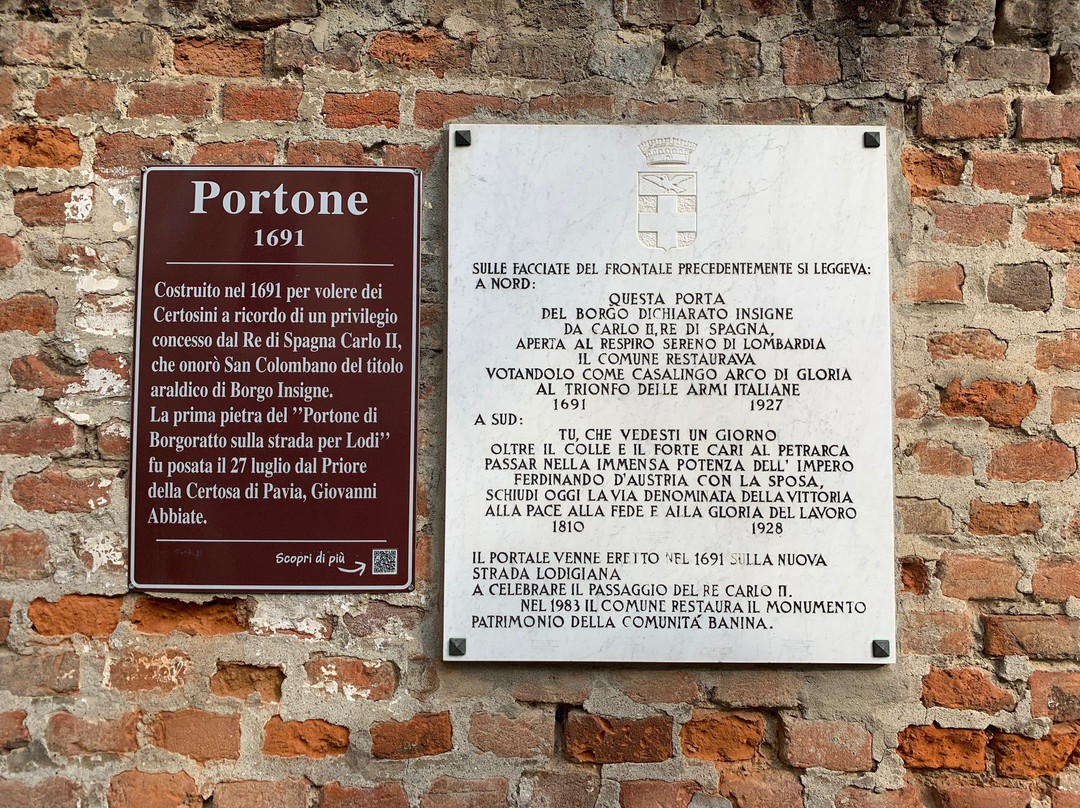 Portone
1691
Costruito nel 1691 per volere dei
Certosini a ricordo di un privilegio
concesso dal Re di Spagna Carlo II,
che onorò San Colombano del titolo
araldico di Borgo Insigne.
La prima pietra del ”Portone di
Borgoratto sulla strada per Lodi”
fu posata il 27 luglio dal Priore
della Certosa di Pavia, Giovanni
Abbiate.
Scopri di più
SULLE FACCIATE DEL FRONTALE PRECEDENTEMENTE SI LEGGEVA:
A NORD:
QUESTA PORTA
DEL BORGO DICHIARATO INSIGNE
DA CARLO II, RE DI SPAGNA,
APERTA AL RESPIRO SERENO DI LOMBARDIA
IL COMUNE RESTAURAVA
VOTANDOLO COME CASALINGO ARCO DI GLORIA
AL TRIONFO DELLE ARMI ITALIANE
1691 1927
A SUD:
TU, CHE VEDESTI UN GIORNO
OLTRE IL COLLE E IL FORTE CARI AL PETRARCA
PASSAR NELLA IMMENSA POTENZA DELL' IMPERO
FERDINANDO D'AUSTRIA CON LA SPOSA,
SCHIUDI OGGI LA VIA DENOMINATA DELLA VITTORIA
ALLA PACE ALLA FEDE E ALLA GLORIA DEL LAVORO
1810 1928
IL PORTALE VENNE ERETTO NEL 1691 SULLA NUOVA
STRADA LODIGIANA
A CELEBRARE IL PASSAGGIO DEL RE CARLO II.
NEL 1983 IL COMUNE RESTAURA IL MONUMENTO
PATRIMONIO DELLA COMUNITÁ BANINA.